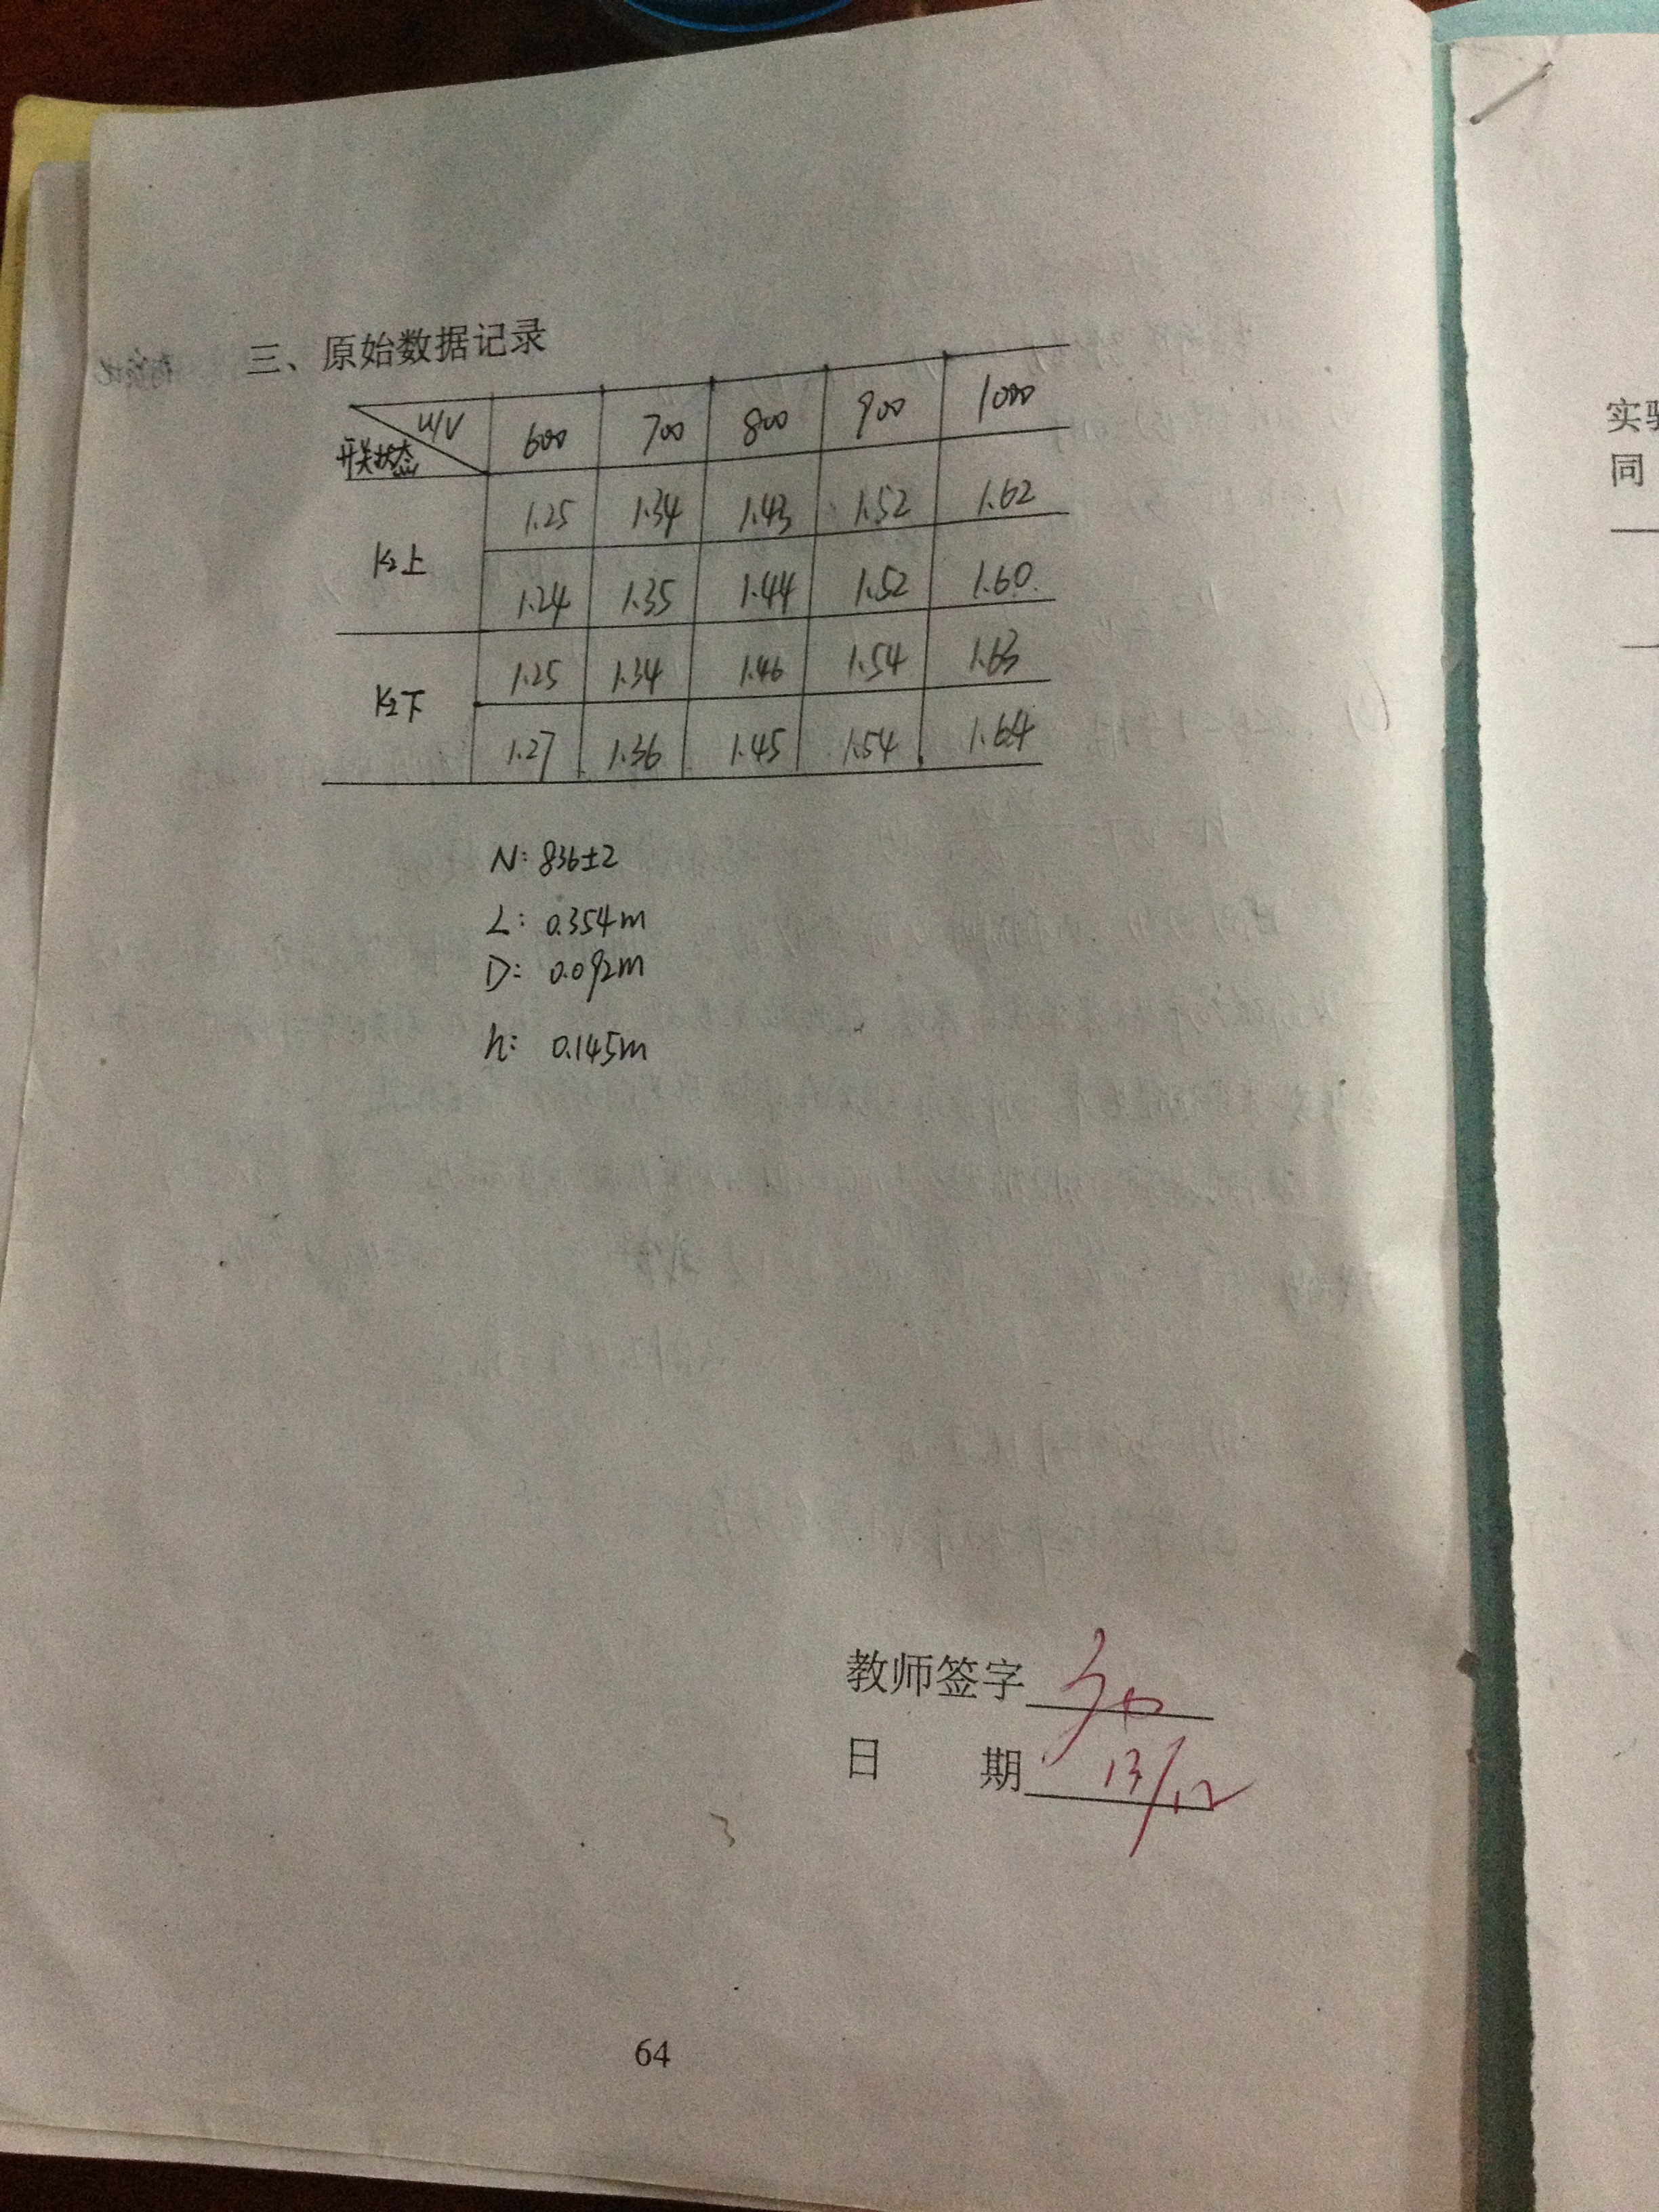 三、原始数据记录
U/V 600 700 800 900 1000
开关状态
K₂上 1.25 1.34 1.43 1.52 1.62
1.24 1.35 1.44 1.52 1.60
K₂下 1.25 1.34 1.46 1.54 1.63
1.27 1.36 1.45 1.54 1.64
N: 836±2
L: 0.354m
D: 0.092m
h: 0.145m
教师签字
日 期 13/12
64
实验
同